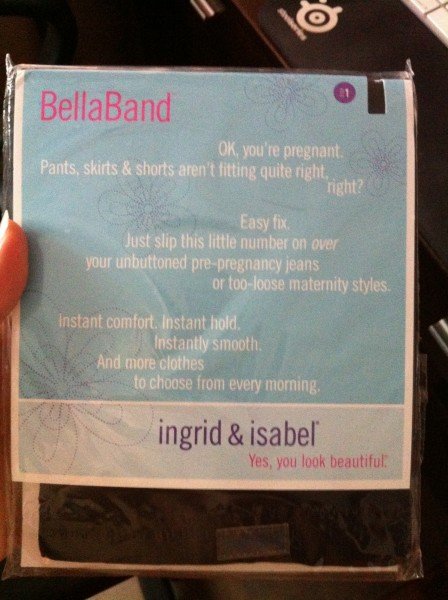 BellaBand
1
OK, you're pregnant.
Pants, skirts & shorts aren't fitting quite right,
right?
Easy fix.
Just slip this little number on over
your unbuttoned pre-pregnancy jeans
or too-loose maternity styles.
Instant comfort. Instant hold.
Instantly smooth.
And more clothes
to choose from every morning.
ingrid & isabel®
Yes, you look beautiful.®
steelseries